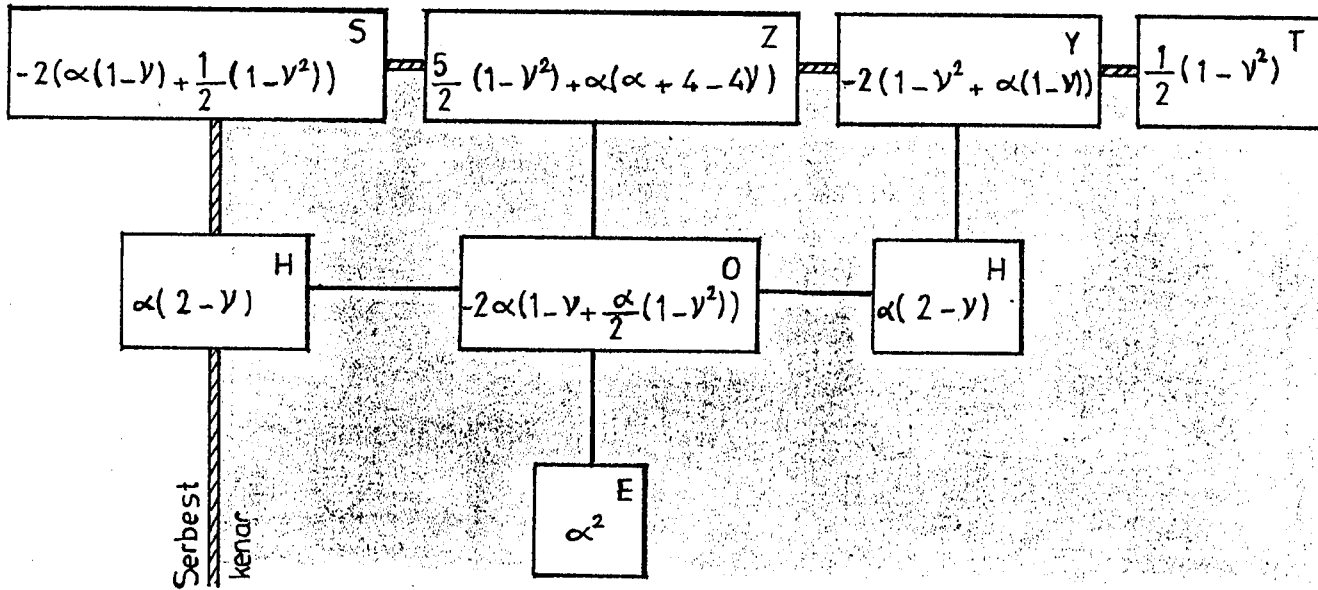 S
-2(α(1-ν)+1/2(1-ν²))
Z
5/2(1-ν²)+α(α+4-4ν)
Y
-2(1-ν²+α(1-ν))
T
1/2(1-ν²)
H
α(2-ν)
O
-2α(1-ν+α/2(1-ν²))
H
α(2-ν)
E
α²
Serbest
kenar